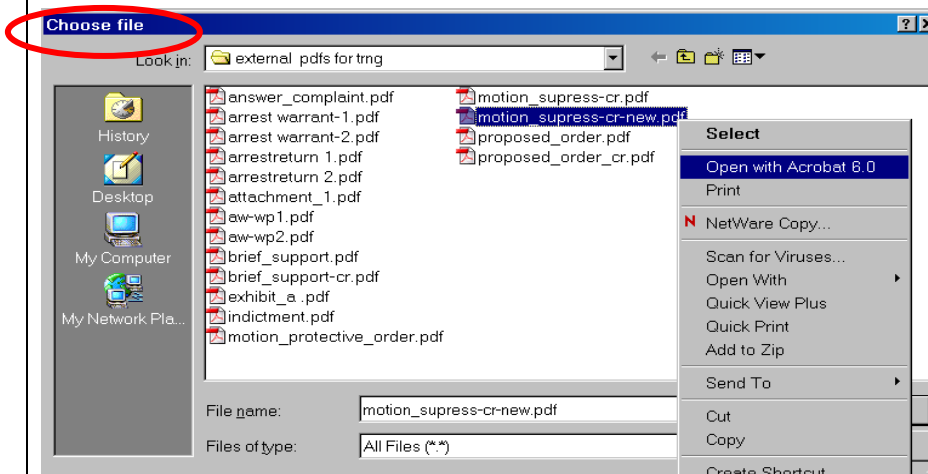 Choose file
Look in:
external pdfs for trng
History
Desktop
My Computer
My Network Pla...
answer_complaint.pdf
arrest warrant-1.pdf
arrest warrant-2.pdf
arrestreturn 1.pdf
arrestreturn 2.pdf
attachment_1.pdf
aw-wp1.pdf
aw-wp2.pdf
brief_support.pdf
brief_support-cr.pdf
exhibit_a .pdf
indictment.pdf
motion_protective_order.pdf
motion_supress-cr.pdf
motion_supress-cr-new.pdf
proposed_order.pdf
proposed_order_cr.pdf
Select
Open with Acrobat 6.0
Print
N NetWare Copy...
Scan for Viruses...
Open With
Quick View Plus
Quick Print
Add to Zip
Send To
Cut
Copy
Create Shortcut
File name:
motion_supress-cr-new.pdf
Files of type:
All Files (*.*)